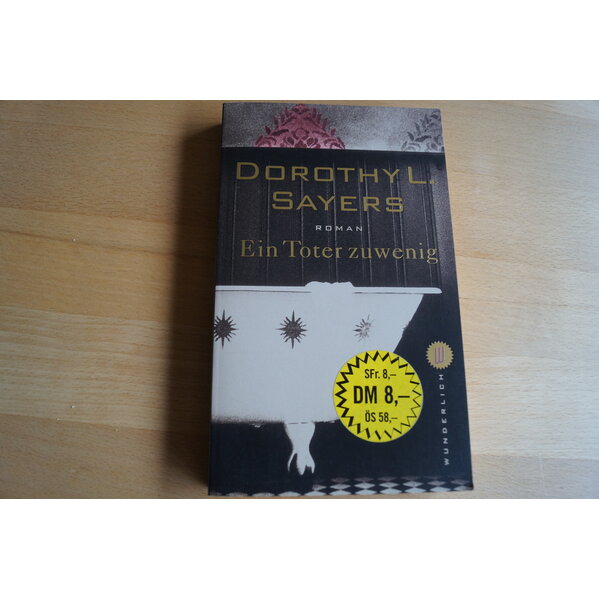 DOROTHY L.
SAYERS
ROMAN
Ein Toter zuwenig
SFr. 8,–
DM 8,–
ÖS 58,–
W
WUNDERLICH